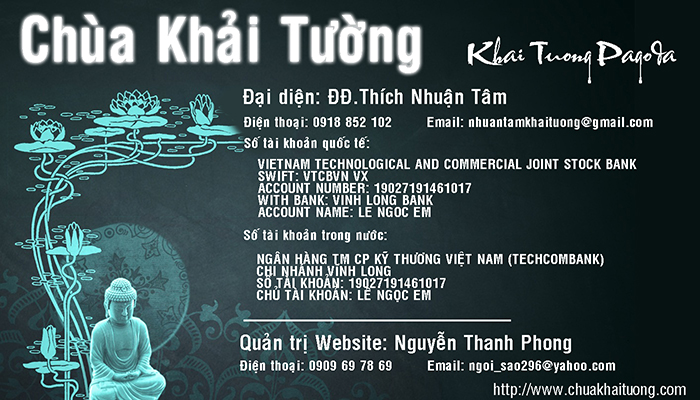 Chùa Khải Tường
Khai Tuong Pagoda
Đại diện: ĐĐ.Thích Nhuận Tâm
Điện thoại: 0918 852 102 Email: nhuantamkhaituong@gmail.com
Số tài khoản quốc tế:
VIETNAM TECHNOLOGICAL AND COMMERCIAL JOINT STOCK BANK
SWIFT: VTCBVN VX
ACCOUNT NUMBER: 19027191461017
WITH BANK: VINH LONG BANK
ACCOUNT NAME: LE NGOC EM
Số tài khoản trong nước:
NGÂN HÀNG TM CP KỸ THƯƠNG VIỆT NAM (TECHCOMBANK)
CHI NHÁNH VĨNH LONG
SỐ TÀI KHOẢN: 19027191461017
CHỦ TÀI KHOẢN: LÊ NGỌC EM
Quản trị Website: Nguyễn Thanh Phong
Điện thoại: 0909 69 78 69 Email: ngoi_sao296@yahoo.com
http://www.chuakhaituong.com